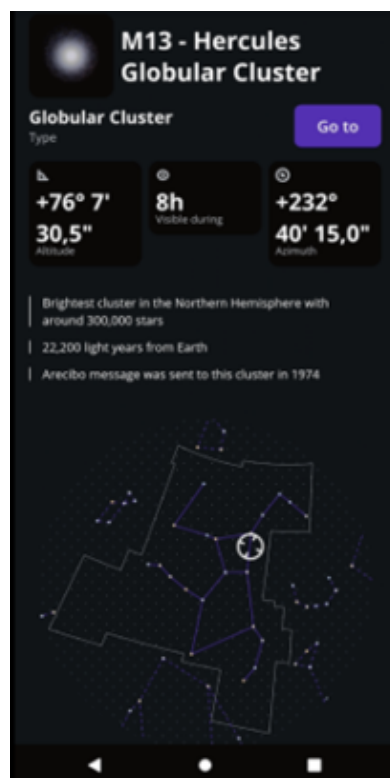 M13 - Hercules
Globular Cluster
Globular Cluster
Type
Go to
+76° 7'
30,5"
Altitude
8h
Visible during
+232°
40' 15,0"
Azimuth
Brightest cluster in the Northern Hemisphere with
around 300,000 stars
22,200 light years from Earth
Arecibo message was sent to this cluster in 1974